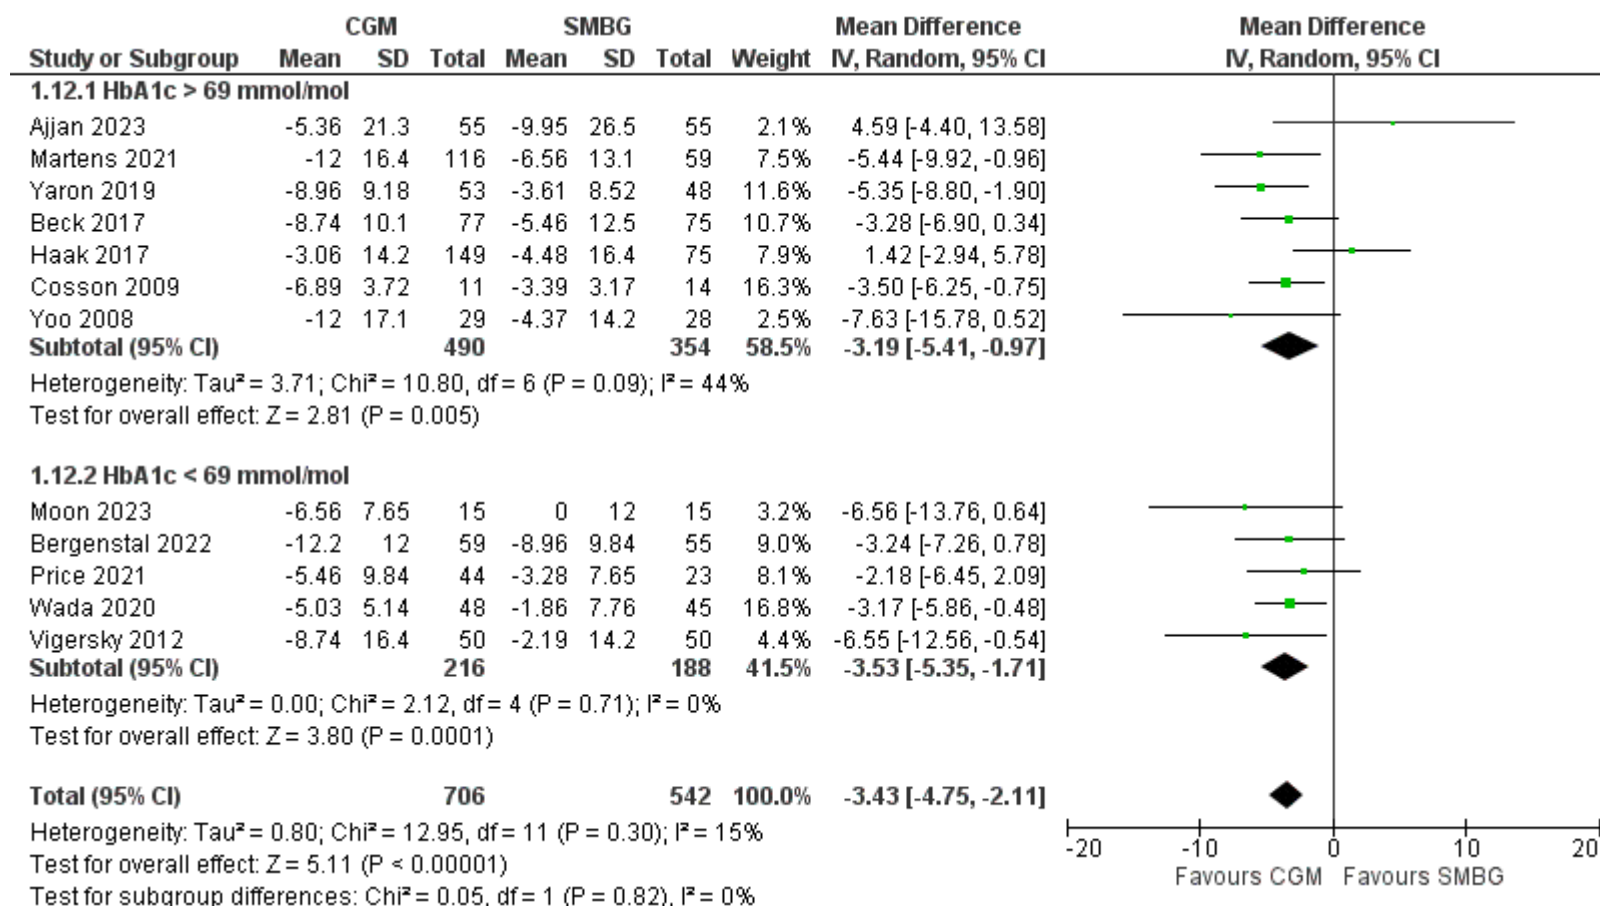 CGM SMBG Mean Difference Mean Difference
Study or Subgroup Mean SD Total Mean SD Total Weight IV, Random, 95% CI IV, Random, 95% CI
1.12.1 HbA1c > 69 mmol/mol
Ajjan 2023 -5.36 21.3 55 -9.95 26.5 55 2.1% 4.59 [-4.40, 13.58]
Martens 2021 -12 16.4 116 -6.56 13.1 59 7.5% -5.44 [-9.92, -0.96]
Yaron 2019 -8.96 9.18 53 -3.61 8.52 48 11.6% -5.35 [-8.80, -1.90]
Beck 2017 -8.74 10.1 77 -5.46 12.5 75 10.7% -3.28 [-6.90, 0.34]
Haak 2017 -3.06 14.2 149 -4.48 16.4 75 7.9% 1.42 [-2.94, 5.78]
Cosson 2009 -6.89 3.72 11 -3.39 3.17 14 16.3% -3.50 [-6.25, -0.75]
Yoo 2008 -12 17.1 29 -4.37 14.2 28 2.5% -7.63 [-15.78, 0.52]
Subtotal (95% CI) 490 354 58.5% -3.19 [-5.41, -0.97]
Heterogeneity: Tau² = 3.71; Chi² = 10.80, df = 6 (P = 0.09); I² = 44%
Test for overall effect: Z = 2.81 (P = 0.005)
1.12.2 HbA1c < 69 mmol/mol
Moon 2023 -6.56 7.65 15 0 12 15 3.2% -6.56 [-13.76, 0.64]
Bergenstal 2022 -12.2 12 59 -8.96 9.84 55 9.0% -3.24 [-7.26, 0.78]
Price 2021 -5.46 9.84 44 -3.28 7.65 23 8.1% -2.18 [-6.45, 2.09]
Wada 2020 -5.03 5.14 48 -1.86 7.76 45 16.8% -3.17 [-5.86, -0.48]
Vigersky 2012 -8.74 16.4 50 -2.19 14.2 50 4.4% -6.55 [-12.56, -0.54]
Subtotal (95% CI) 216 188 41.5% -3.53 [-5.35, -1.71]
Heterogeneity: Tau² = 0.00; Chi² = 2.12, df = 4 (P = 0.71); I² = 0%
Test for overall effect: Z = 3.80 (P = 0.0001)
Total (95% CI) 706 542 100.0% -3.43 [-4.75, -2.11]
Heterogeneity: Tau² = 0.80; Chi² = 12.95, df = 11 (P = 0.30); I² = 15%
Test for overall effect: Z = 5.11 (P < 0.00001)
Test for subgroup differences: Chi² = 0.05, df = 1 (P = 0.82), I² = 0%
-20 -10 0 10 20
Favours CGM Favours SMBG